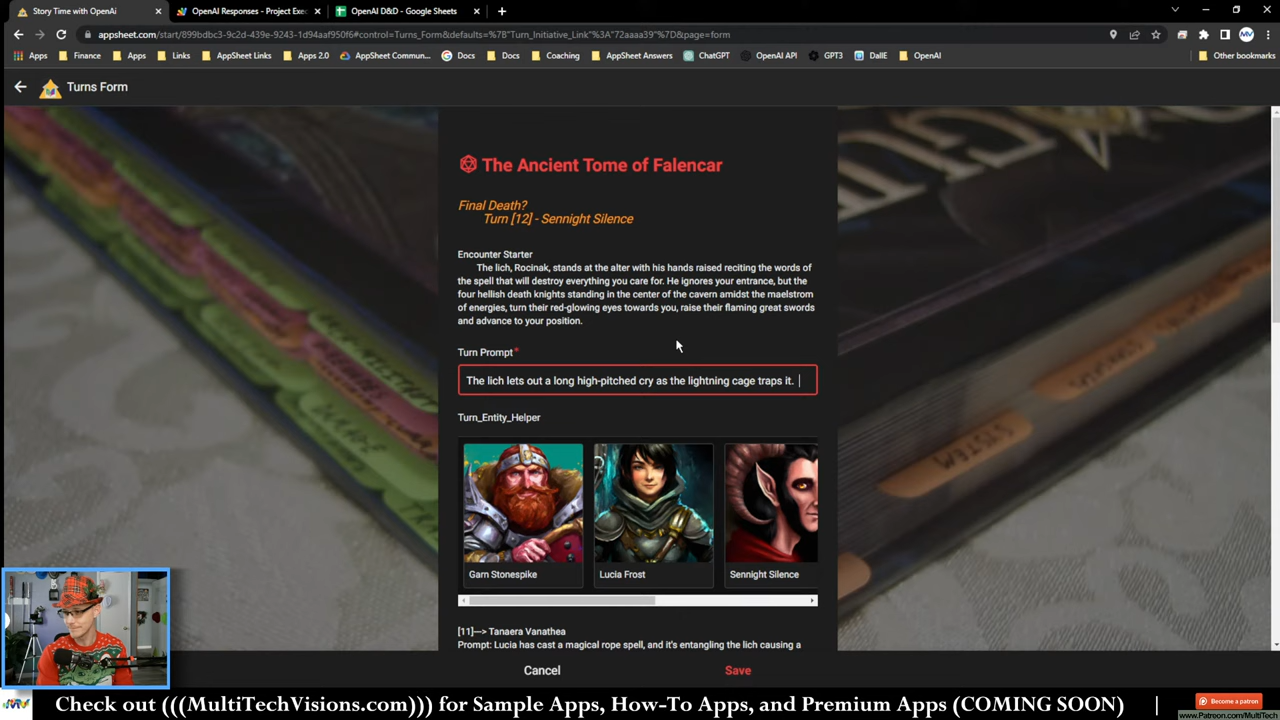 Story Time with OpenAi
OpenAI Responses - Project Exec
OpenAI D&D - Google Sheets
appsheet.com/start/899bdbc3-9c2d-439e-9243-1d94aaf950f6#control=Turns_Form&defaults=%7B"Turn_Initiative_Link"%3A"72aaaa39"%7D&page=form
Apps
Finance
Apps
Links
AppSheet Links
Apps 2.0
AppSheet Commun...
Docs
Docs
Coaching
AppSheet Answers
ChatGPT
OpenAI API
GPT3
DallE
OpenAI
Other bookmarks
Turns Form
The Ancient Tome of Falencar
Final Death?
Turn [12] - Sennight Silence
Encounter Starter
The lich, Rocinak, stands at the alter with his hands raised reciting the words of
the spell that will destroy everything you care for. He ignores your entrance, but the
four hellish death knights standing in the center of the cavern amidst the maelstrom
of energies, turn their red-glowing eyes towards you, raise their flaming great swords
and advance to your position.
Turn Prompt*
The lich lets out a long high-pitched cry as the lightning cage traps it.
Turn_Entity_Helper
Garn Stonespike
Lucia Frost
Sennight Silence
[11]---> Tanaera Vanathea
Prompt: Lucia has cast a magical rope spell, and it's entangling the lich causing a
Cancel
Save
SYSTEM
Check out (((MultiTechVisions.com))) for Sample Apps, How-To Apps, and Premium Apps (COMING SOON) |
Become a patron
www.Patreon.com/MultiTech